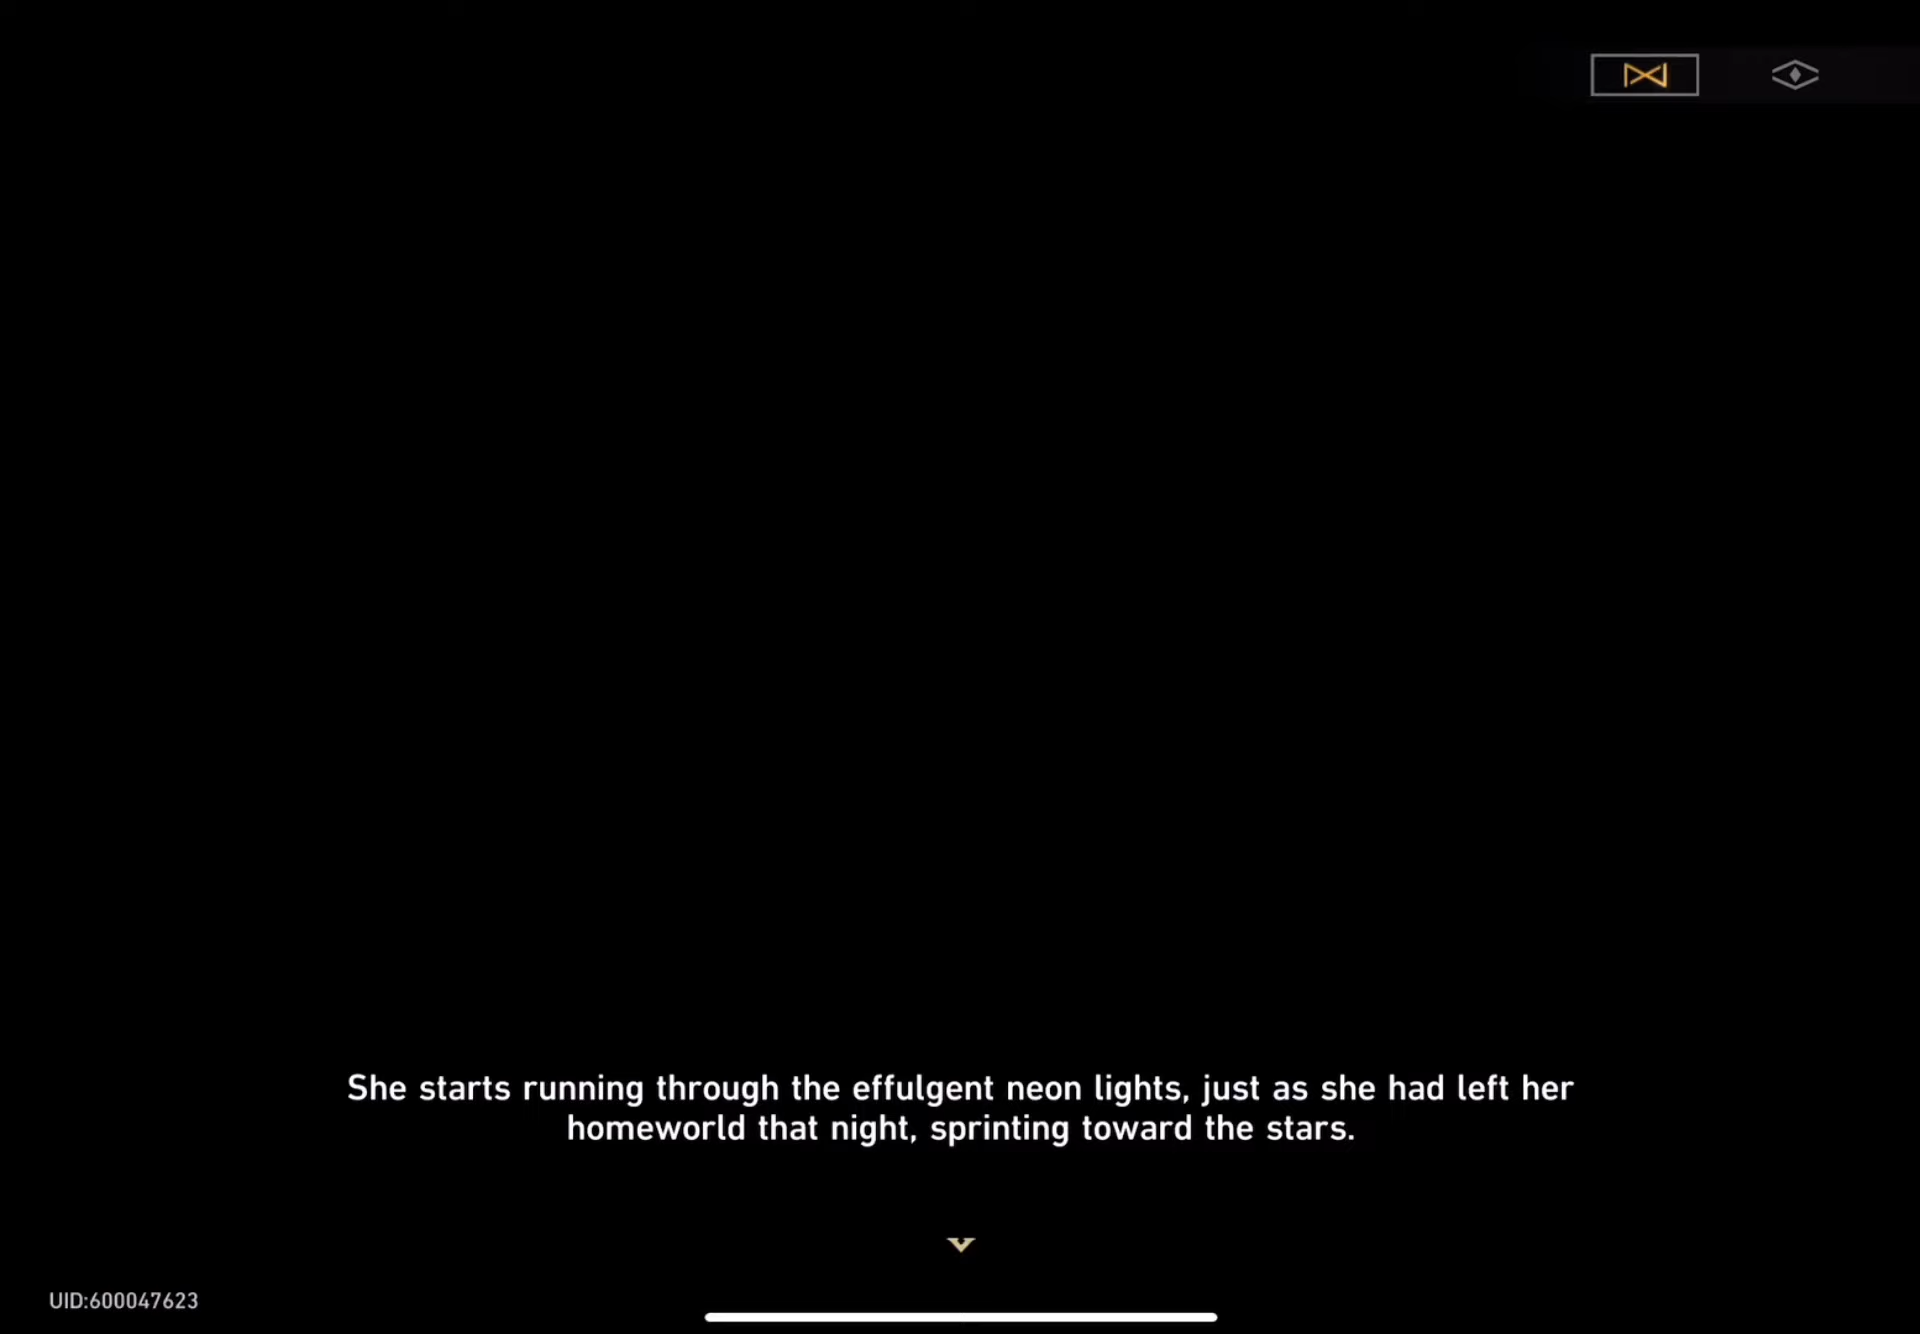 She starts running through the effulgent neon lights, just as she had left her
homeworld that night, sprinting toward the stars.
UID:600047623